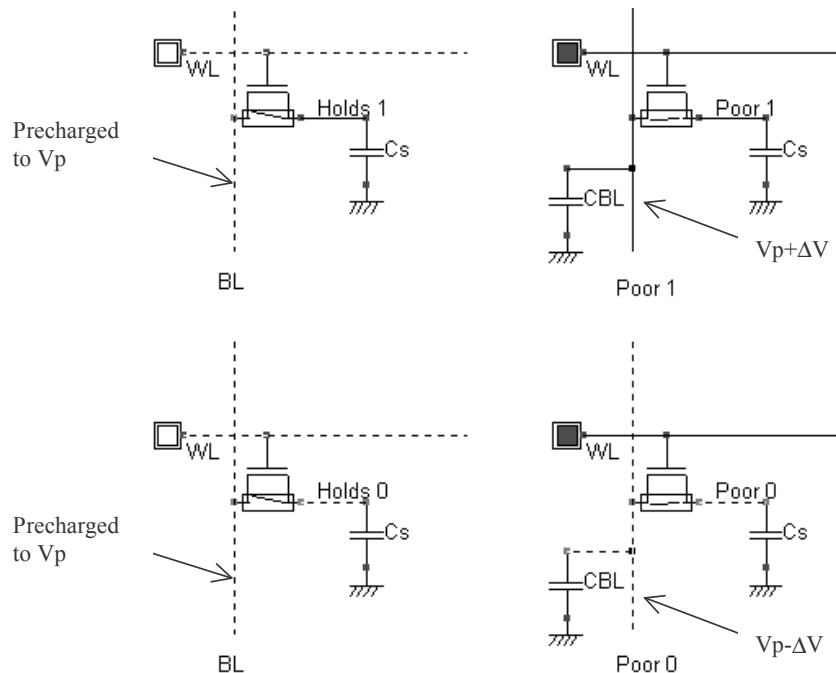 WL
Holds 1
Precharged
to Vp
Cs
BL
WL
Poor 1
Cs
CBL
Vp+ΔV
Poor 1
WL
Holds 0
Precharged
to Vp
Cs
BL
WL
Poor 0
Cs
CBL
Vp-ΔV
Poor 0